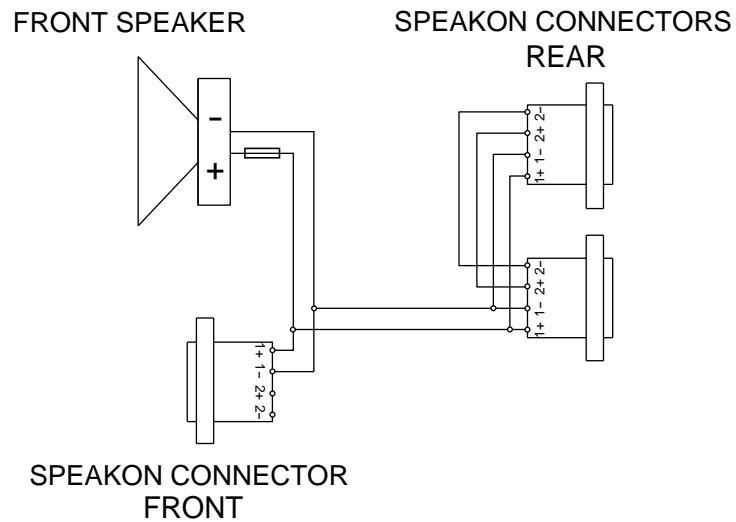 FRONT SPEAKER
SPEAKON CONNECTORS
REAR
-
+
1+ 1- 2+ 2-
1+ 1- 2+ 2-
1+ 1- 2+ 2-
SPEAKON CONNECTOR
FRONT